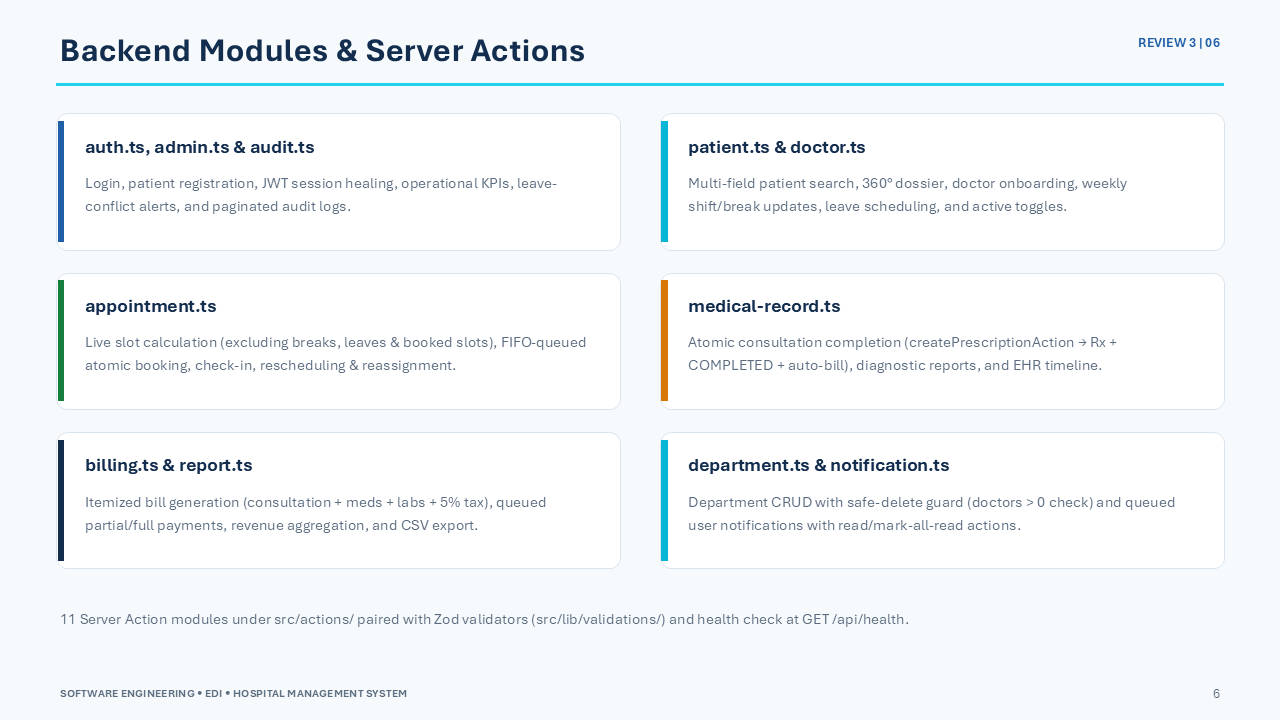 Backend Modules & Server Actions
REVIEW 3 | 06
auth.ts, admin.ts & audit.ts
Login, patient registration, JWT session healing, operational KPIs, leave-
conflict alerts, and paginated audit logs.
patient.ts & doctor.ts
Multi-field patient search, 360° dossier, doctor onboarding, weekly
shift/break updates, leave scheduling, and active toggles.
appointment.ts
Live slot calculation (excluding breaks, leaves & booked slots), FIFO-queued
atomic booking, check-in, rescheduling & reassignment.
medical-record.ts
Atomic consultation completion (createPrescriptionAction → Rx +
COMPLETED + auto-bill), diagnostic reports, and EHR timeline.
billing.ts & report.ts
Itemized bill generation (consultation + meds + labs + 5% tax), queued
partial/full payments, revenue aggregation, and CSV export.
department.ts & notification.ts
Department CRUD with safe-delete guard (doctors > 0 check) and queued
user notifications with read/mark-all-read actions.
11 Server Action modules under src/actions/ paired with Zod validators (src/lib/validations/) and health check at GET /api/health.
SOFTWARE ENGINEERING • EDI • HOSPITAL MANAGEMENT SYSTEM
6